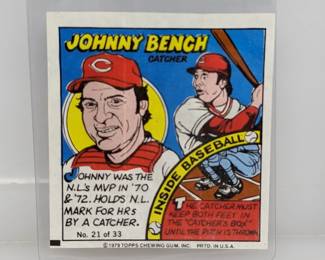 JOHNNY BENCH
CATCHER
JOHNNY WAS THE
N.L.'S MVP IN '70
& '72. HOLDS N.L.
MARK FOR HRS
BY A CATCHER.
No. 21 of 33
INSIDE BASEBALL
THE CATCHER MUST
KEEP BOTH FEET IN
THE "CATCHER'S BOX"
UNTIL THE PITCH IS THROWN
© 1979 TOPPS CHEWING GUM, INC. PRTD. IN U.S.A.